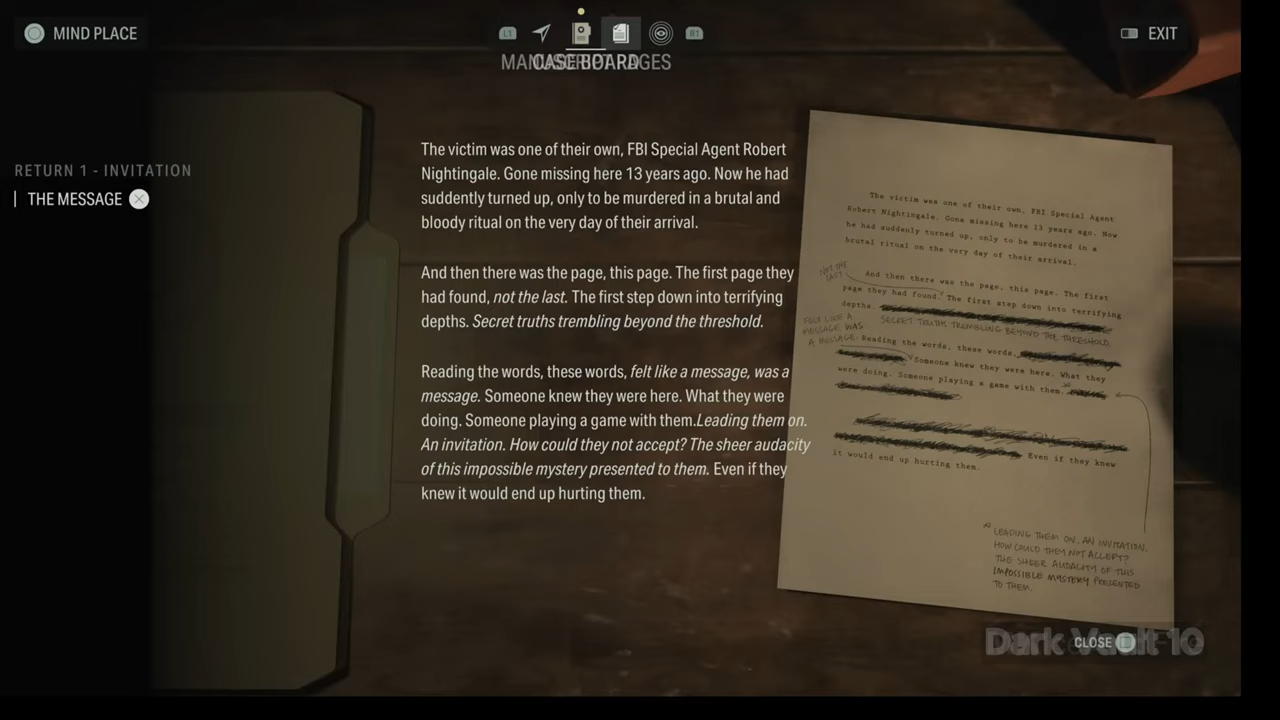 MIND PLACE
L1
R1
EXIT
MANUSCRIPT PAGES
CASE BOARD
RETURN 1 - INVITATION
THE MESSAGE
The victim was one of their own, FBI Special Agent Robert
Nightingale. Gone missing here 13 years ago. Now he had
suddently turned up, only to be murdered in a brutal and
bloody ritual on the very day of their arrival.
And then there was the page, this page. The first page they
had found, not the last. The first step down into terrifying
depths. Secret truths trembling beyond the threshold.
Reading the words, these words, felt like a message, was a
message. Someone knew they were here. What they were
doing. Someone playing a game with them.Leading them on.
An invitation. How could they not accept? The sheer audacity
of this impossible mystery presented to them. Even if they
knew it would end up hurting them.
The victim was one of their own, FBI Special Agent
Robert Nightingale. Gone missing here 13 years ago. Now
he had suddenly turned up, only to be murdered in a
brutal ritual on the very day of their arrival.
NOT THE
LAST
And then there was the page, this page. The first
page they had found. The first step down into terrifying
depths.
SECRET TRUTHS TREMBLING BEYOND THE THRESHOLD.
FELT LIKE A
MESSAGE WAS
A MESSAGE.
Reading the words, these words,
Someone knew they were here. What they
were doing. Someone playing a game with them.
Even if they knew
it would end up hurting them.
LEADING THEM ON. AN INVITATION.
HOW COULD THEY NOT ACCEPT?
THE SHEER AUDACITY OF THIS
IMPOSSIBLE MYSTERY PRESENTED
TO THEM.
Dark Vault 10
CLOSE